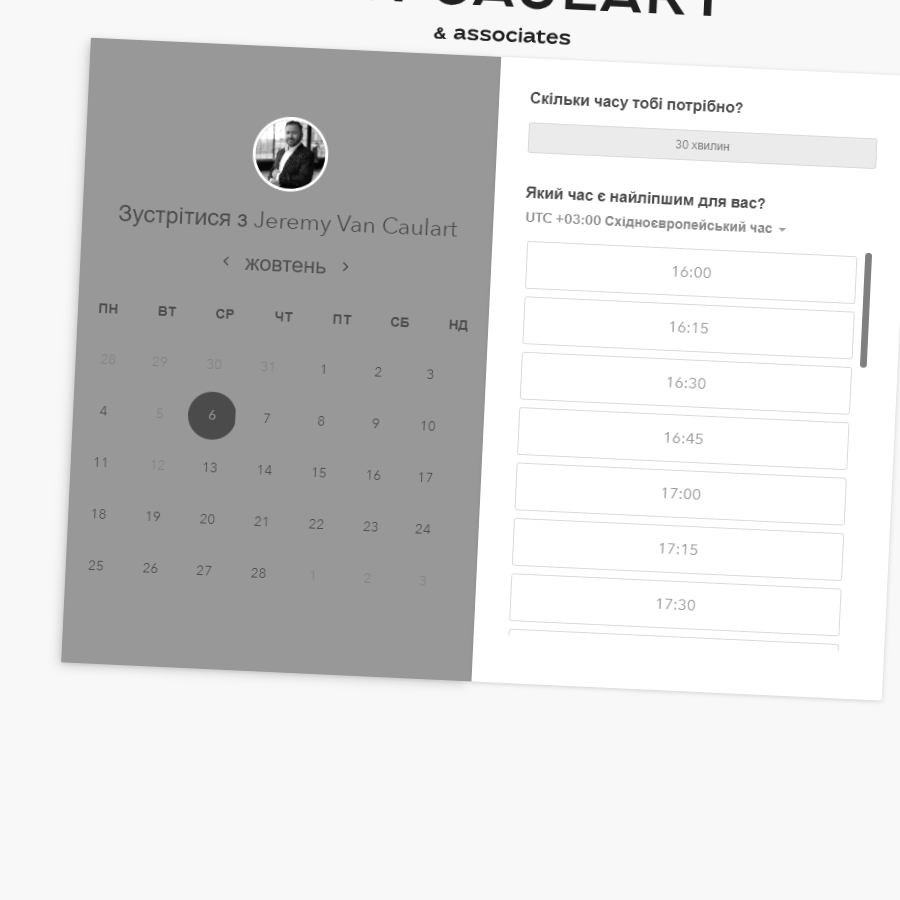 CAULART
& associates
Зустрітися з Jeremy Van Caulart
‹ жовтень ›
ПН ВТ СР ЧТ ПТ СБ НД
28 29 30 31 1 2 3
4 5 6 7 8 9 10
11 12 13 14 15 16 17
18 19 20 21 22 23 24
25 26 27 28 1 2 3
Скільки часу тобі потрібно?
30 хвилин
Який час є найліпшим для вас?
UTC +03:00 Східноєвропейський час
16:00
16:15
16:30
16:45
17:00
17:15
17:30